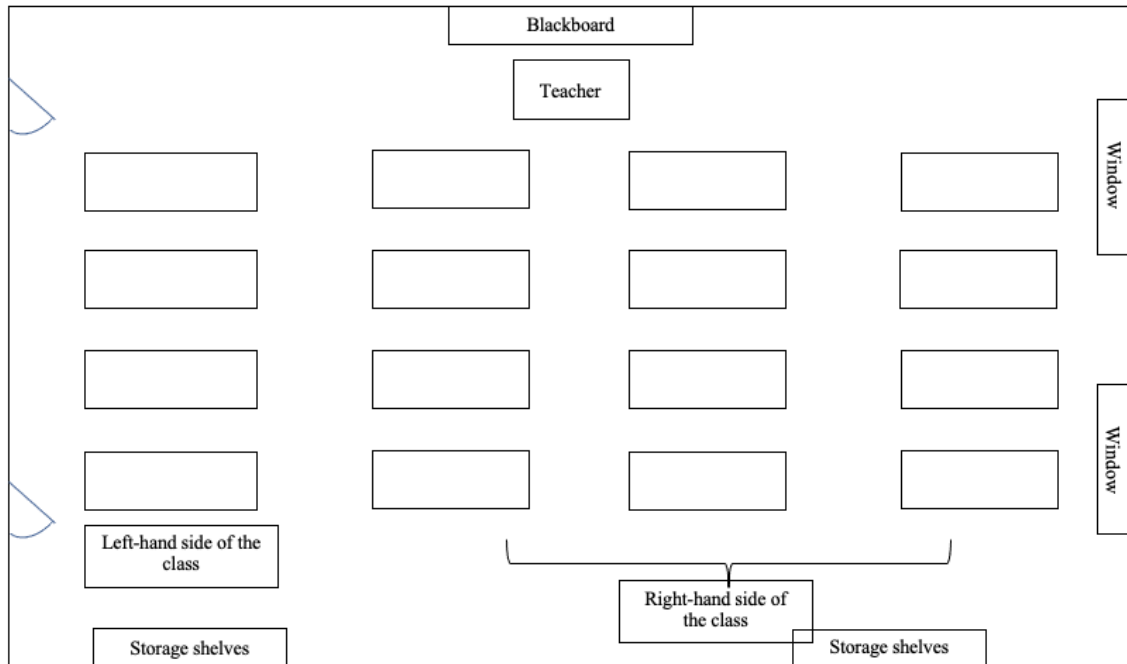 Blackboard
Teacher
Window
Window
Left-hand side of the
class
Right-hand side of
the class
Storage shelves
Storage shelves